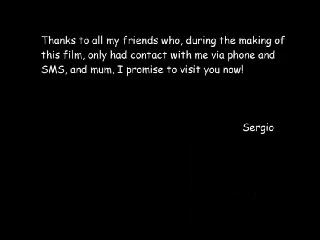 Thanks to all my friends who, during the making of
this film, only had contact with me via phone and
SMS, and mum, I promise to visit you now!
Sergio